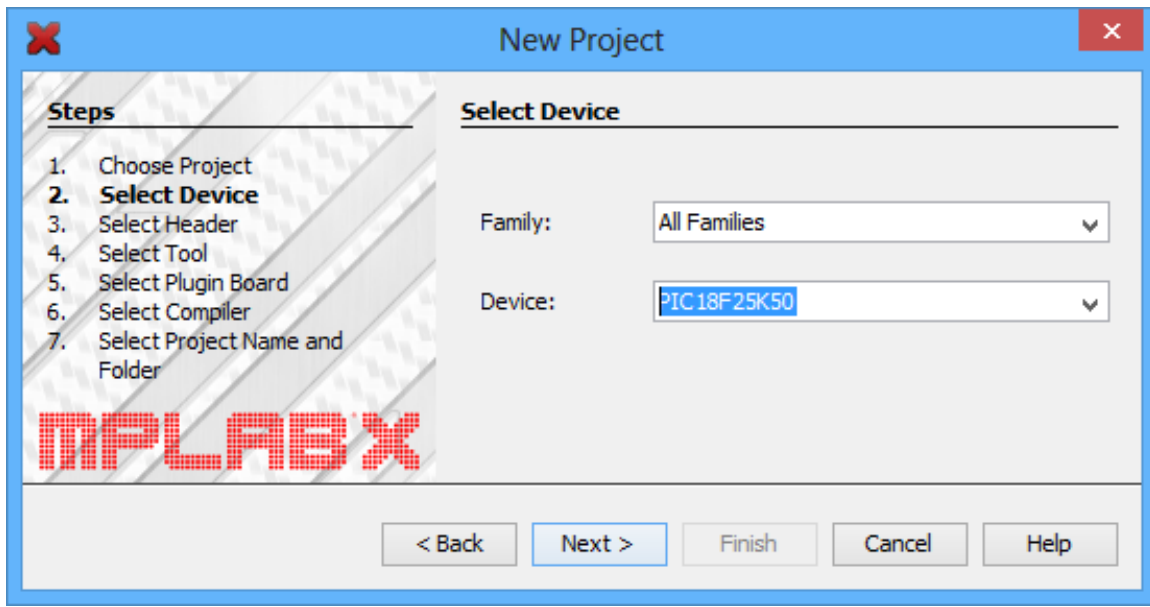 New Project
Steps
1. Choose Project
2. Select Device
3. Select Header
4. Select Tool
5. Select Plugin Board
6. Select Compiler
7. Select Project Name and
Folder
MPLAB X
Select Device
Family: All Families
Device: PIC18F25K50
< Back Next > Finish Cancel Help